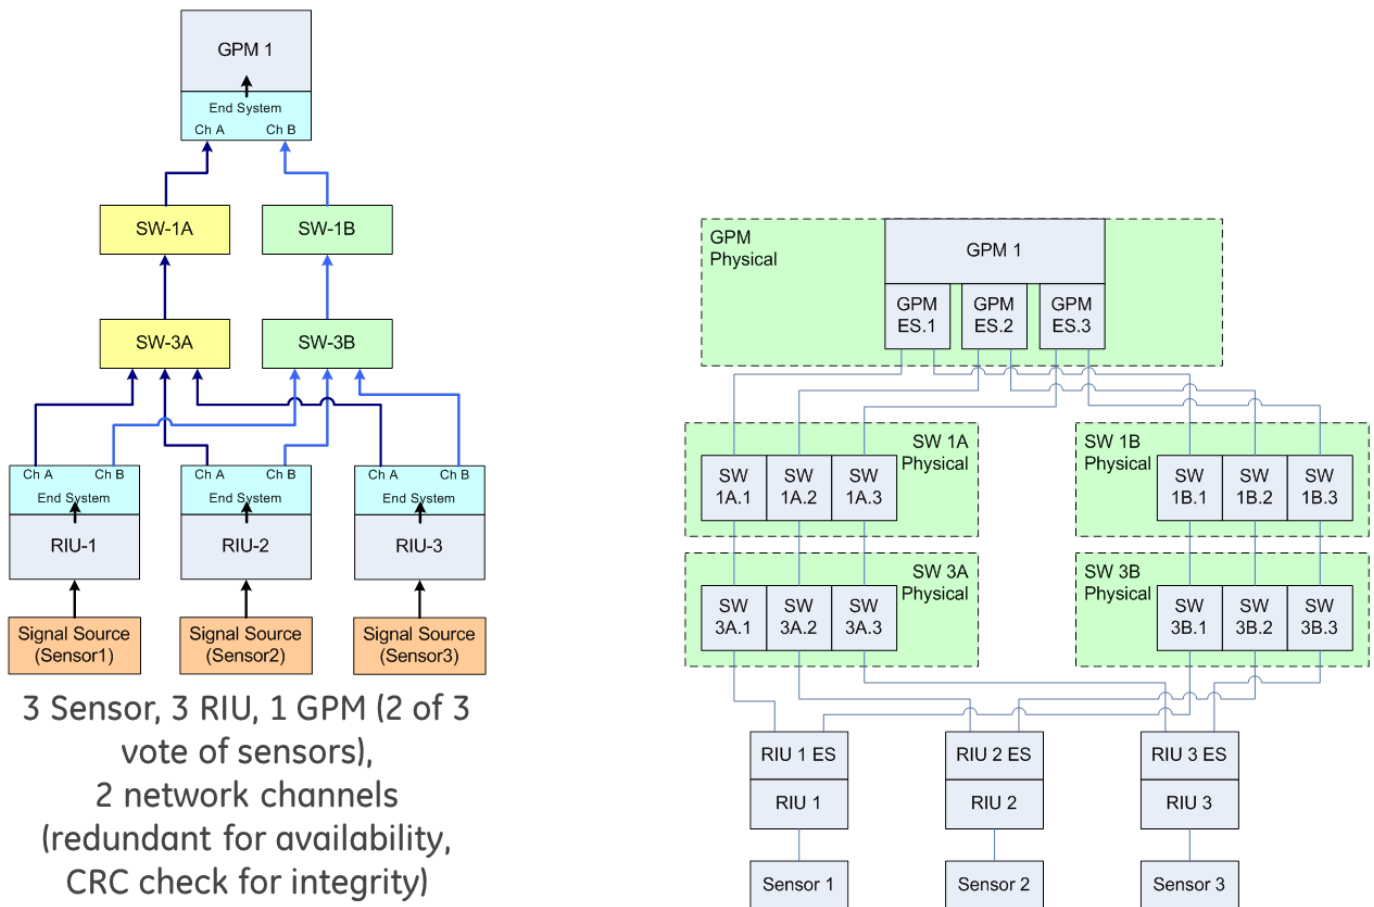 GPM 1
End System
Ch A
Ch B
SW-1A
SW-1B
SW-3A
SW-3B
Ch A
Ch B
End System
RIU-1
Ch A
Ch B
End System
RIU-2
Ch A
Ch B
End System
RIU-3
Signal Source
(Sensor1)
Signal Source
(Sensor2)
Signal Source
(Sensor3)
3 Sensor, 3 RIU, 1 GPM (2 of 3
vote of sensors),
2 network channels
(redundant for availability,
CRC check for integrity)
GPM
Physical
GPM 1
GPM
ES.1
GPM
ES.2
GPM
ES.3
SW 1A
Physical
SW
1A.1
SW
1A.2
SW
1A.3
SW 1B
Physical
SW
1B.1
SW
1B.2
SW
1B.3
SW 3A
Physical
SW
3A.1
SW
3A.2
SW
3A.3
SW 3B
Physical
SW
3B.1
SW
3B.2
SW
3B.3
RIU 1 ES
RIU 1
RIU 2 ES
RIU 2
RIU 3 ES
RIU 3
Sensor 1
Sensor 2
Sensor 3